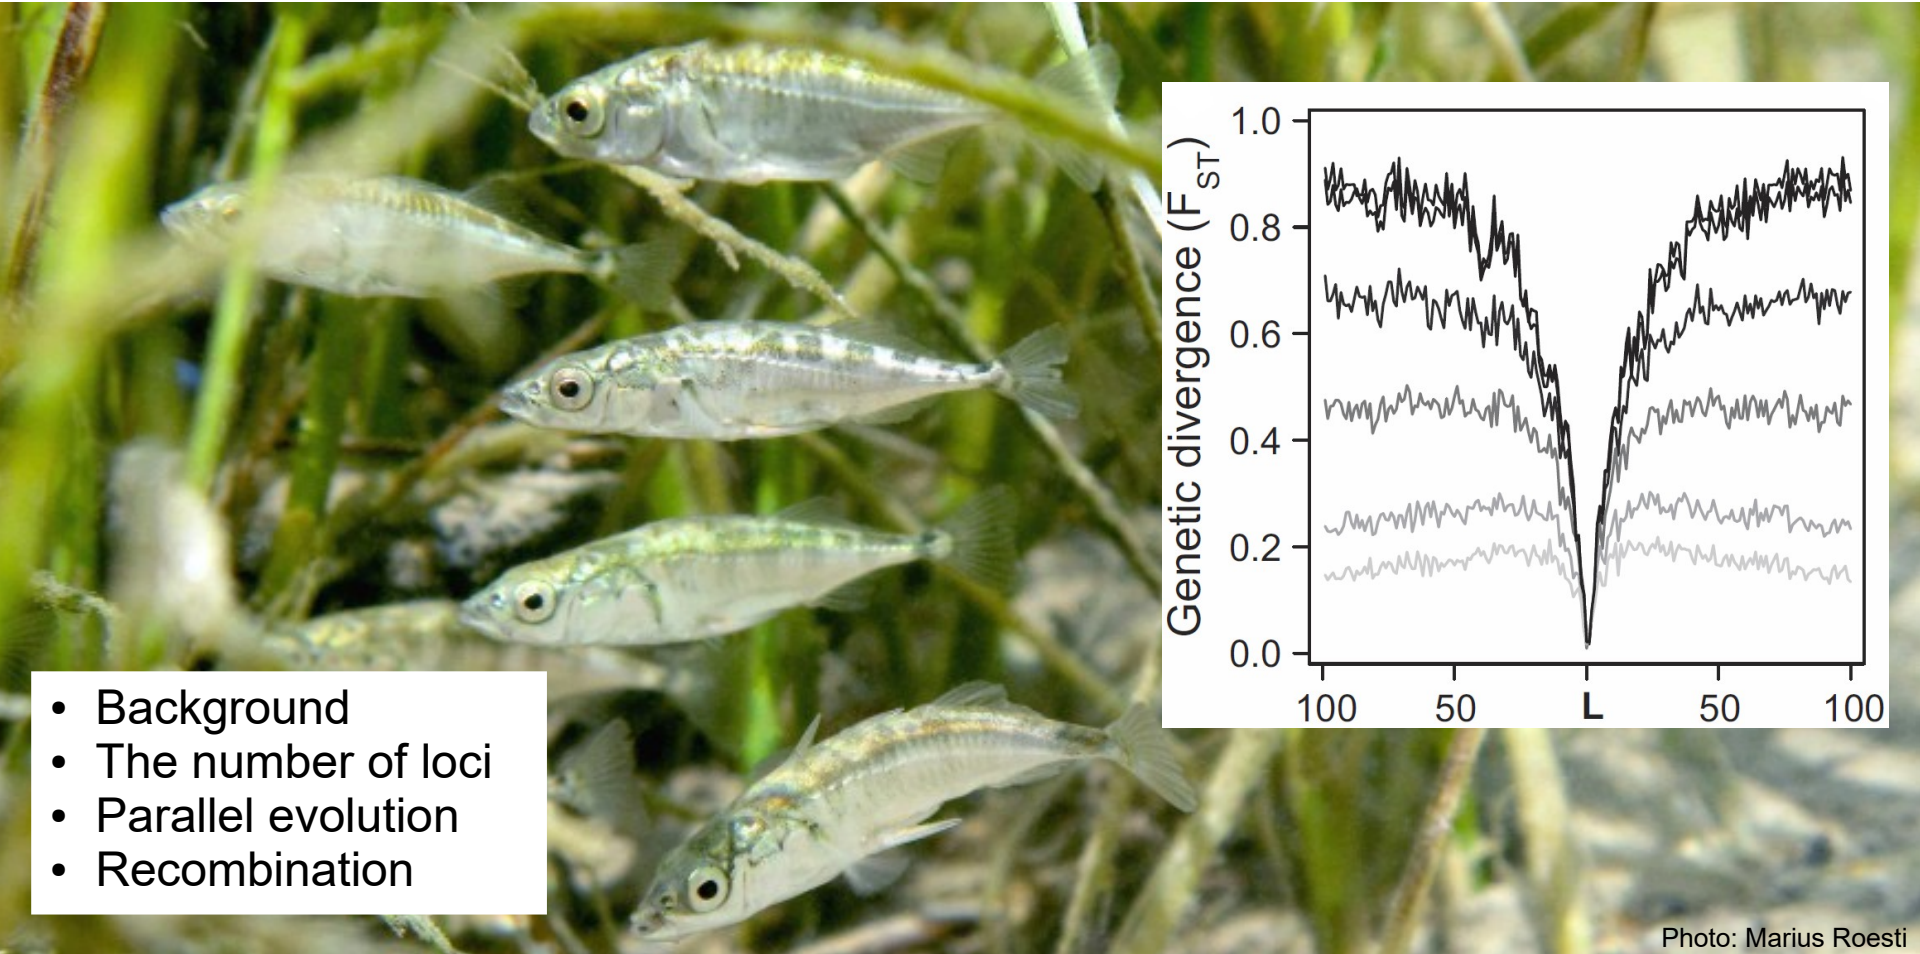 • Background
• The number of loci
• Parallel evolution
• Recombination
Genetic divergence (FST)
1.0
0.8
0.6
0.4
0.2
0.0
100 50 L 50 100
Photo: Marius Roesti